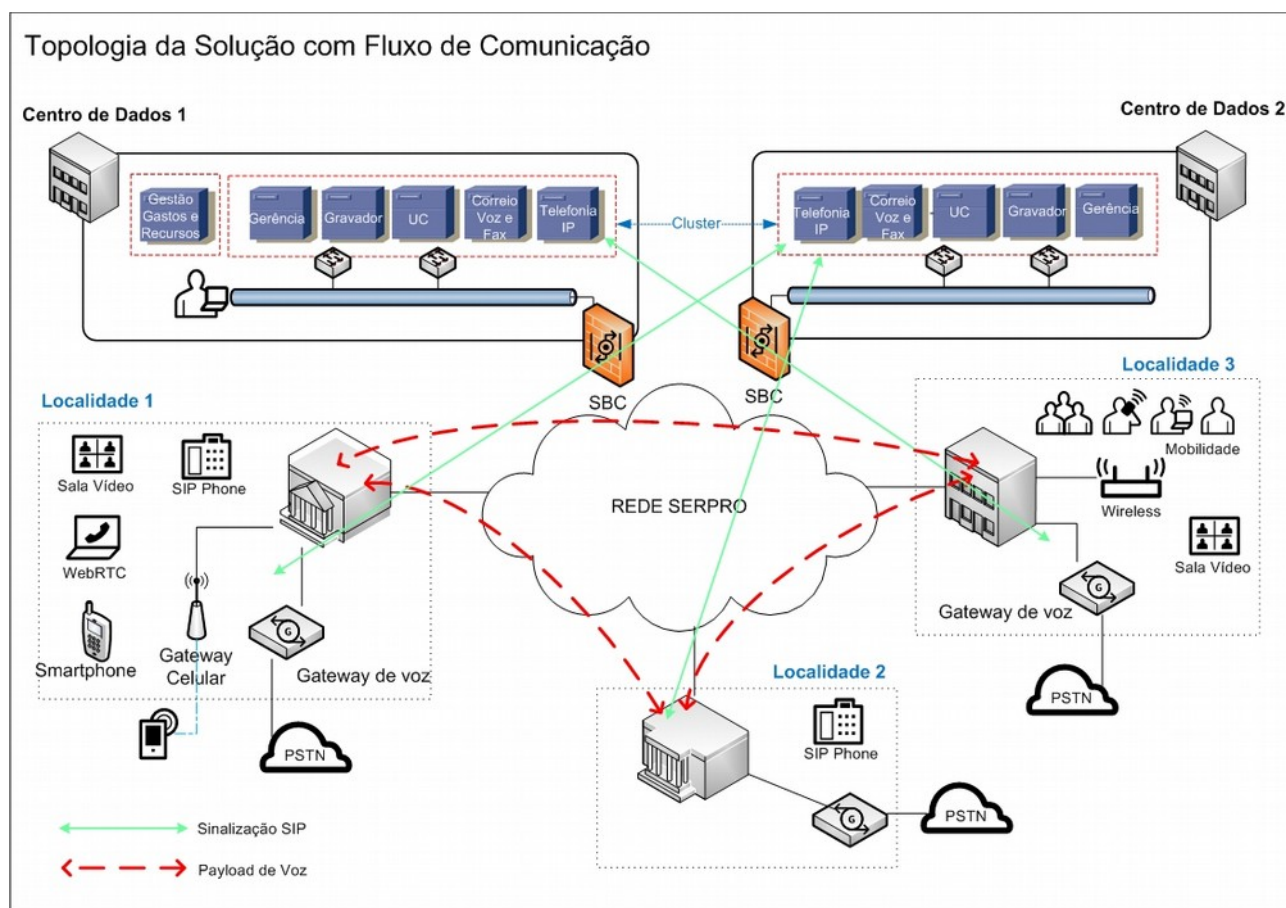 Topologia da Solução com Fluxo de Comunicação
Centro de Dados 1
Centro de Dados 2
Gestão
Gastos e
Recursos
Gerência
Gravador
UC
Correio
Voz e
Fax
Telefonia
IP
Cluster
Telefonia
IP
Correio
Voz e
Fax
UC
Gravador
Gerência
SBC
SBC
Localidade 1
Sala Vídeo
SIP Phone
WebRTC
Smartphone
Gateway
Celular
Gateway de voz
PSTN
REDE SERPRO
Localidade 3
Mobilidade
Wireless
Sala Vídeo
Gateway de voz
PSTN
Localidade 2
SIP Phone
PSTN
G
G
G
Sinalização SIP
Payload de Voz